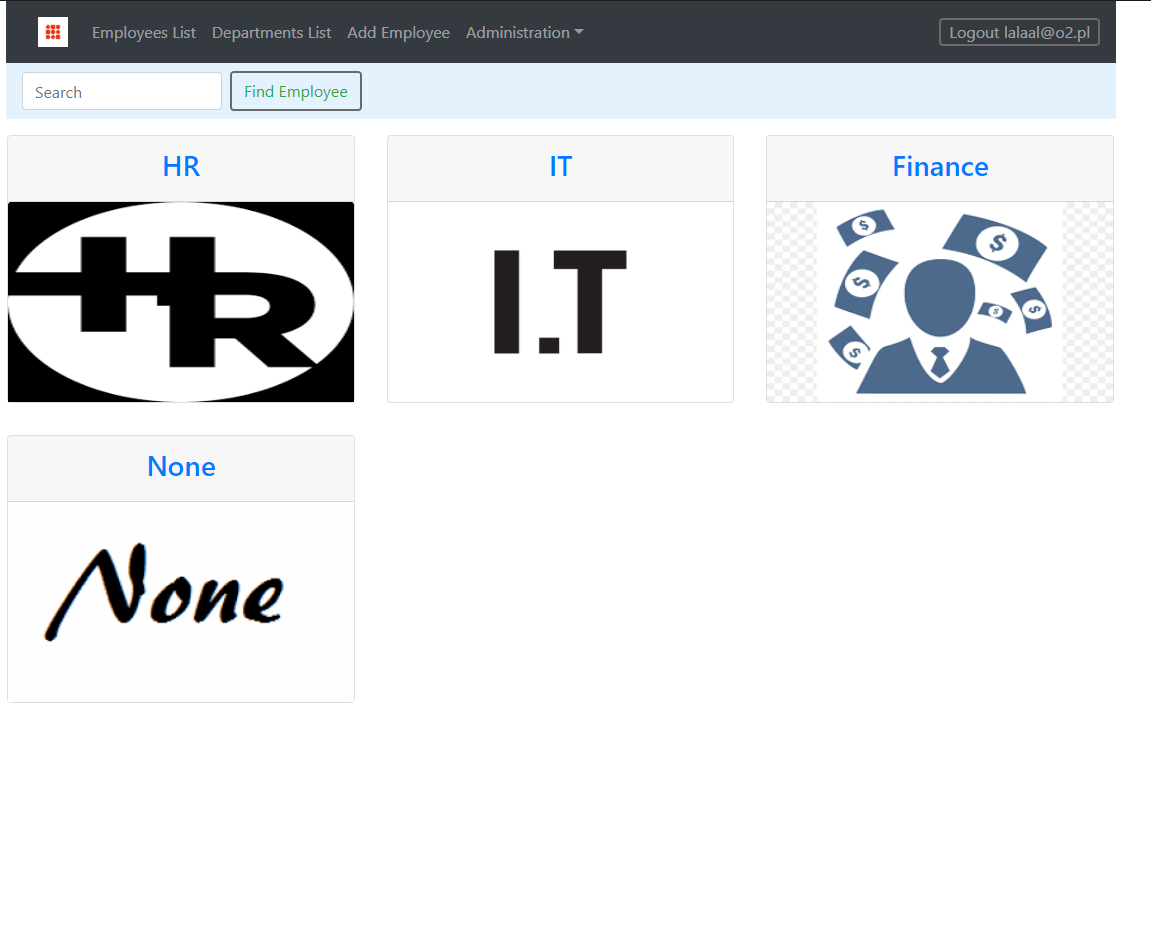 Employees List Departments List Add Employee Administration Logout lalaal@o2.pl
Search Find Employee
HR IT Finance
HR
I.T
$ $ $ $ $ $
None
None